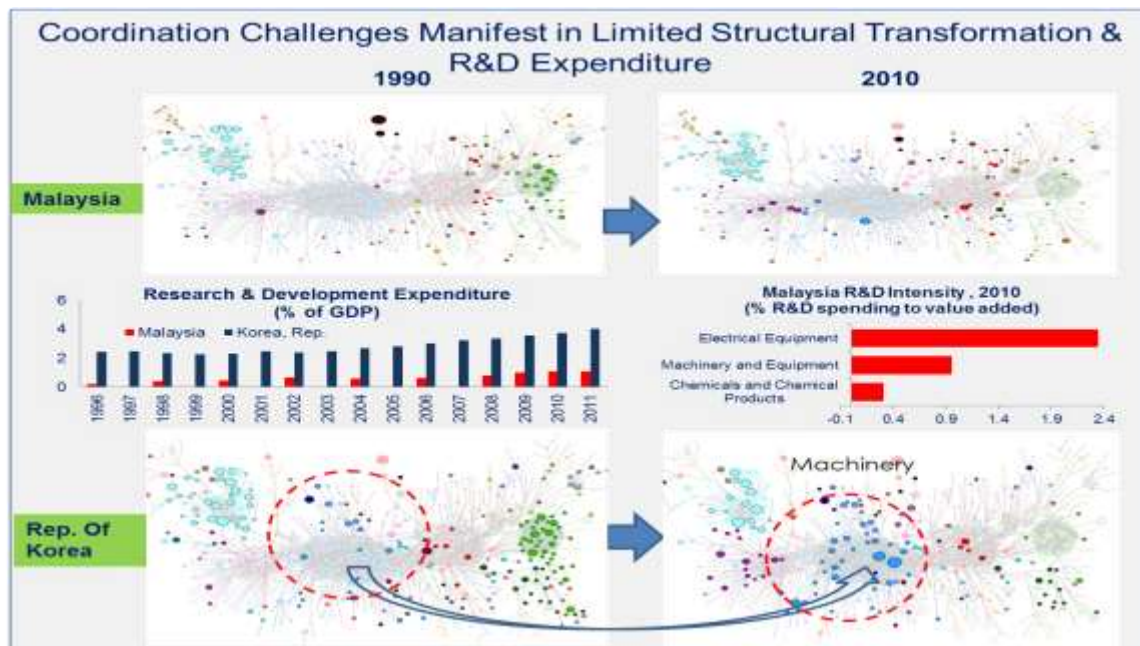 Coordination Challenges Manifest in Limited Structural Transformation &
R&D Expenditure
1990
2010
Malaysia
Research & Development Expenditure
(% of GDP)
Malaysia
Korea, Rep.
6
4
2
0
1996
1997
1998
1999
2000
2001
2002
2003
2004
2005
2006
2007
2008
2009
2010
2011
Malaysia R&D Intensity , 2010
(% R&D spending to value added)
Electrical Equipment
Machinery and Equipment
Chemicals and Chemical
Products
-0.1
0.4
0.9
1.4
1.9
2.4
Rep. Of
Korea
Machinery